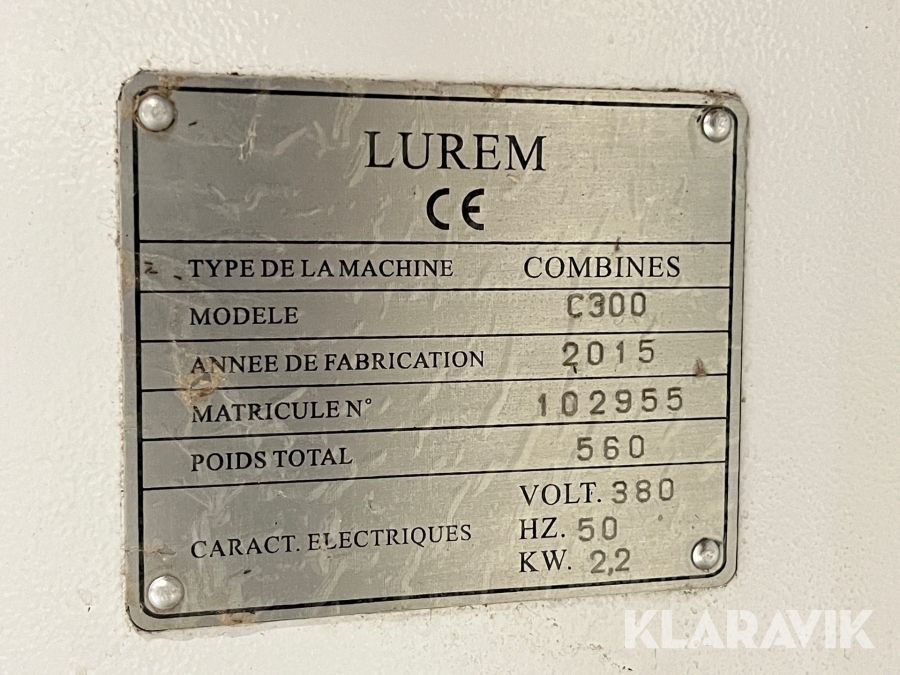 LUREM
CE
TYPE DE LA MACHINE COMBINES
MODELE C300
ANNEE DE FABRICATION 2015
MATRICULE N° 102955
POIDS TOTAL 560
CARACT. ELECTRIQUES
VOLT. 380
HZ. 50
KW. 2,2
KLARAVIK